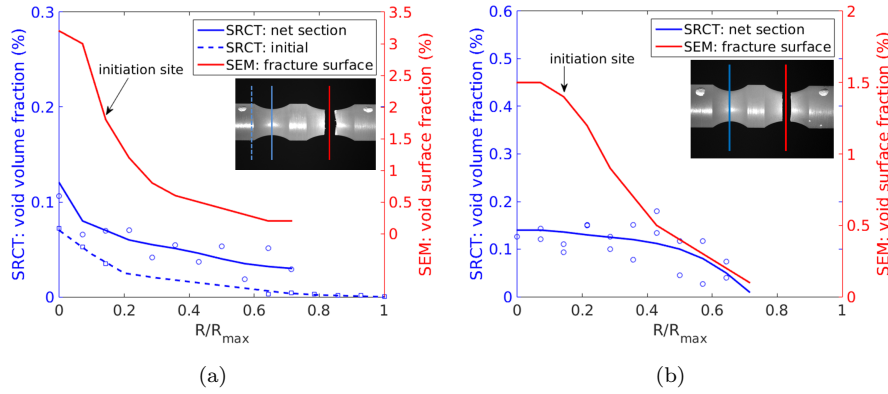 SRCT: net section
SRCT: initial
SEM: fracture surface
initiation site
SRCT: void volume fraction (%)
0.3
0.2
0.1
0
0 0.2 0.4 0.6 0.8 1
R/Rmax
3.5
3
2.5
2
1.5
1
0.5
0
SEM: void surface fraction (%)
(a)
SRCT: net section
SEM: fracture surface
initiation site
SRCT: void volume fraction (%)
0.6
0.5
0.4
0.3
0.2
0.1
0
0 0.2 0.4 0.6 0.8 1
R/Rmax
2
1.5
1
0.5
0
SEM: void surface fraction (%)
(b)